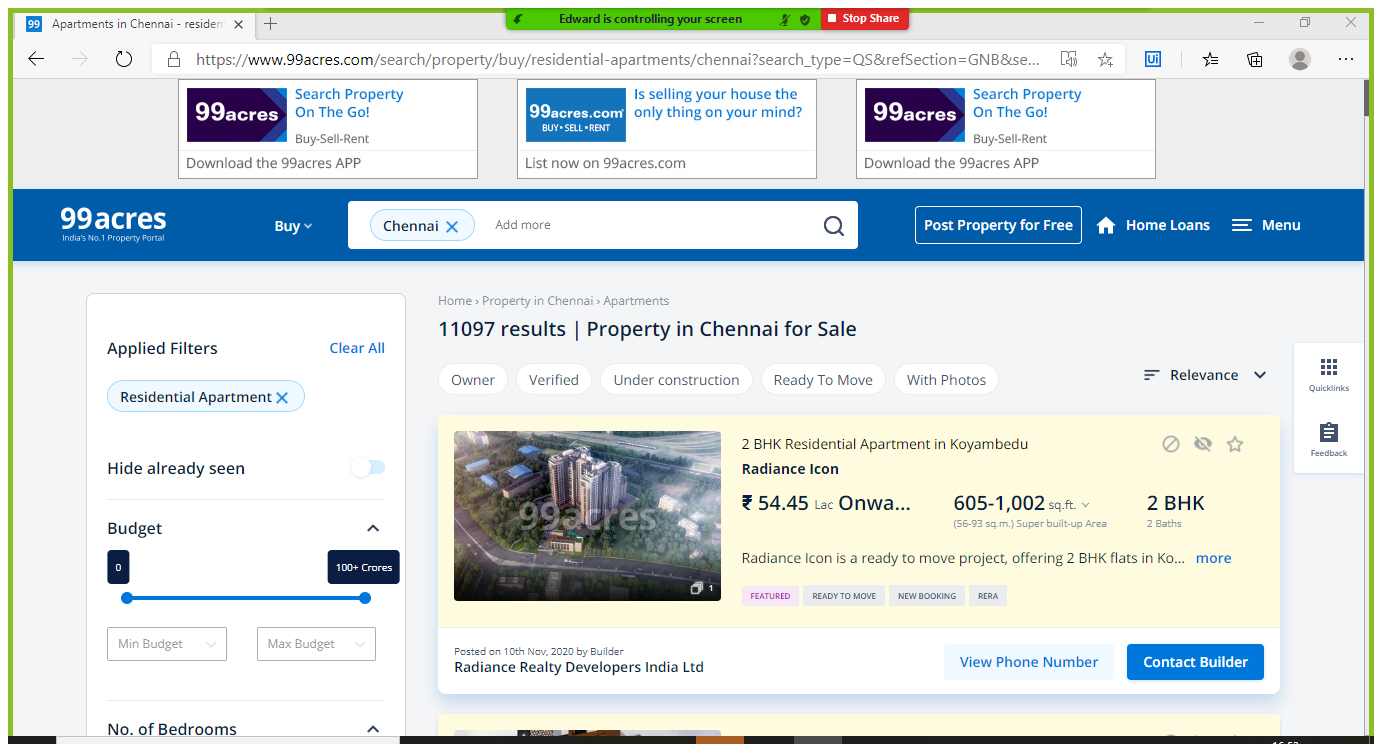 Edward is controlling your screen
Stop Share
99 Apartments in Chennai - residen
https://www.99acres.com/search/property/buy/residential-apartments/chennai?search_type=QS&refSection=GNB&se...
Ui
99acres
Search Property
On The Go!
Buy-Sell-Rent
Download the 99acres APP
99acres.com
BUY • SELL • RENT
Is selling your house the
only thing on your mind?
List now on 99acres.com
99acres
Search Property
On The Go!
Buy-Sell-Rent
Download the 99acres APP
99acres
India's No.1 Property Portal
Buy
Chennai
Add more
Post Property for Free
Home Loans
Menu
Applied Filters
Clear All
Residential Apartment
Hide already seen
Budget
0
100+ Crores
Min Budget
Max Budget
No. of Bedrooms
Home › Property in Chennai › Apartments
11097 results | Property in Chennai for Sale
Owner
Verified
Under construction
Ready To Move
With Photos
Relevance
Quicklinks
Feedback
99acres
1
2 BHK Residential Apartment in Koyambedu
Radiance Icon
₹ 54.45 Lac Onwa...
605-1,002 sq.ft.
(56-93 sq.m.) Super built-up Area
2 BHK
2 Baths
Radiance Icon is a ready to move project, offering 2 BHK flats in Ko... more
FEATURED
READY TO MOVE
NEW BOOKING
RERA
Posted on 10th Nov, 2020 by Builder
Radiance Realty Developers India Ltd
View Phone Number
Contact Builder